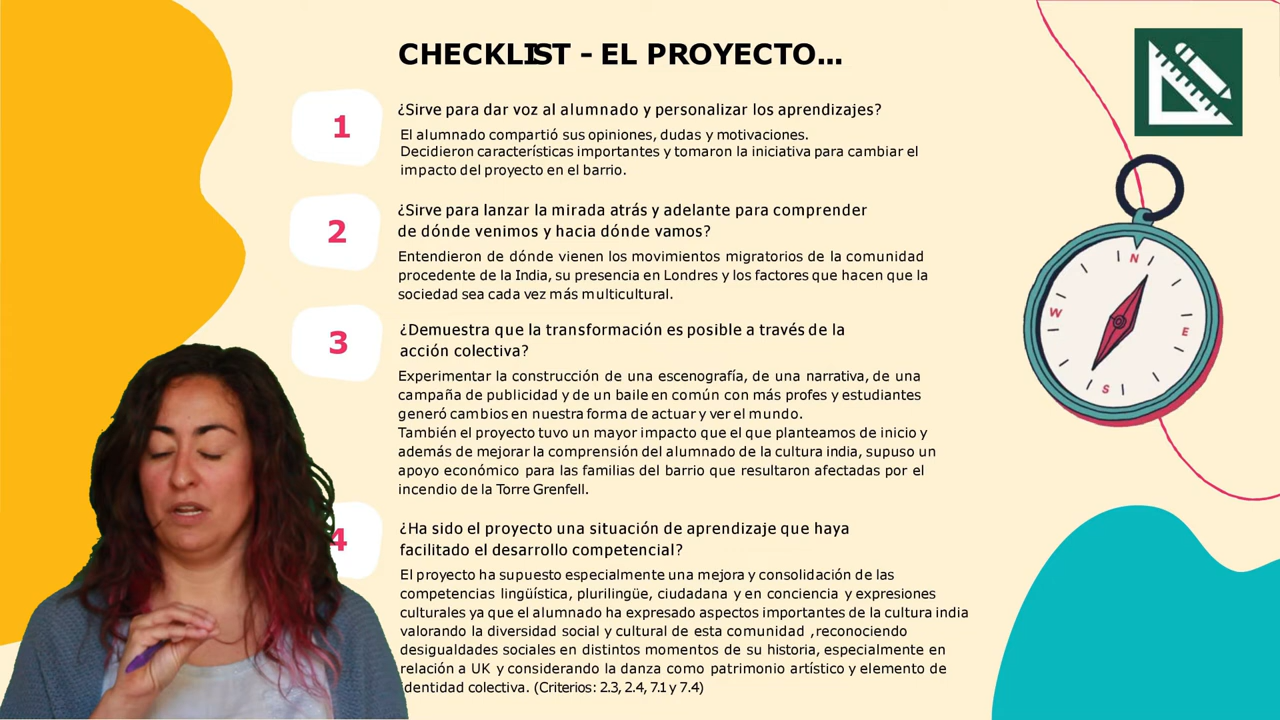 CHECKLIST - EL PROYECTO...
1
¿Sirve para dar voz al alumnado y personalizar los aprendizajes?
El alumnado compartió sus opiniones, dudas y motivaciones.
Decidieron características importantes y tomaron la iniciativa para cambiar el
impacto del proyecto en el barrio.
2
¿Sirve para lanzar la mirada atrás y adelante para comprender
de dónde venimos y hacia dónde vamos?
Entendieron de dónde vienen los movimientos migratorios de la comunidad
procedente de la India, su presencia en Londres y los factores que hacen que la
sociedad sea cada vez más multicultural.
3
¿Demuestra que la transformación es posible a través de la
acción colectiva?
Experimentar la construcción de una escenografía, de una narrativa, de una
campaña de publicidad y de un baile en común con más profes y estudiantes
generó cambios en nuestra forma de actuar y ver el mundo.
También el proyecto tuvo un mayor impacto que el que planteamos de inicio y
además de mejorar la comprensión del alumnado de la cultura india, supuso un
apoyo económico para las familias del barrio que resultaron afectadas por el
incendio de la Torre Grenfell.
4
¿Ha sido el proyecto una situación de aprendizaje que haya
facilitado el desarrollo competencial?
El proyecto ha supuesto especialmente una mejora y consolidación de las
competencias lingüística, plurilingüe, ciudadana y en conciencia y expresiones
culturales ya que el alumnado ha expresado aspectos importantes de la cultura india
valorando la diversidad social y cultural de esta comunidad ,reconociendo
desigualdades sociales en distintos momentos de su historia, especialmente en
relación a UK y considerando la danza como patrimonio artístico y elemento de
identidad colectiva. (Criterios: 2.3, 2.4, 7.1 y 7.4)
N
W
E
S